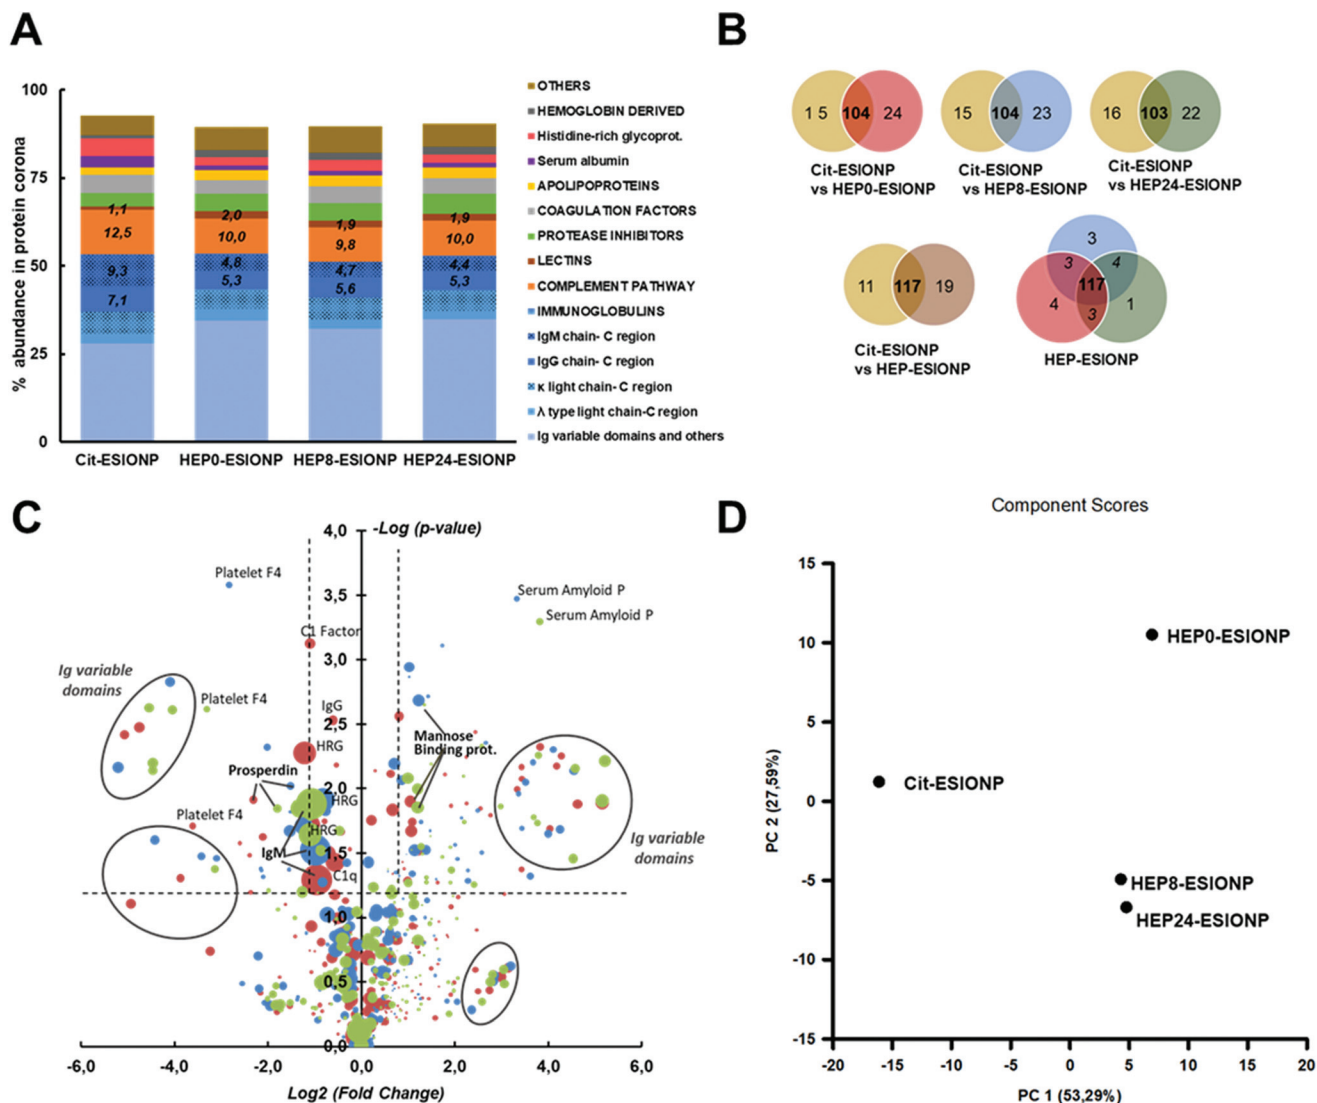 A
% abundance in protein corona
100
75
50
25
0
1,1
12,5
9,3
7,1
2,0
10,0
4,8
5,3
1,9
9,8
4,7
5,6
1,9
10,0
4,4
5,3
Cit-ESIONP
HEP0-ESIONP
HEP8-ESIONP
HEP24-ESIONP
OTHERS
HEMOGLOBIN DERIVED
Histidine-rich glycoprot.
Serum albumin
APOLIPOPROTEINS
COAGULATION FACTORS
PROTEASE INHIBITORS
LECTINS
COMPLEMENT PATHWAY
IMMUNOGLOBULINS
IgM chain- C region
IgG chain- C region
κ light chain- C region
λ type light chain-C region
Ig variable domains and others
B
1 5 104 24
Cit-ESIONP
vs HEP0-ESIONP
15 104 23
Cit-ESIONP
vs HEP8-ESIONP
16 103 22
Cit-ESIONP
vs HEP24-ESIONP
11 117 19
Cit-ESIONP
vs HEP-ESIONP
3
3 4
117
4 3 1
HEP-ESIONP
C
-Log (p-value)
4,0
3,5
3,0
2,5
2,0
1,5
1,0
0,5
0,0
Platelet F4
Serum Amyloid P
Serum Amyloid P
C1 Factor
Ig variable
domains
Platelet F4
IgG
HRG
Mannose
Binding prot.
Prosperdin
HRG
Platelet F4
HRG
IgM
C1q
Ig variable
domains
-6,0
-4,0
-2,0
0,0
2,0
4,0
6,0
Log2 (Fold Change)
D
Component Scores
PC 2 (27,59%)
15
10
5
0
-5
-10
-15
HEP0-ESIONP
Cit-ESIONP
HEP8-ESIONP
HEP24-ESIONP
-20
-15
-10
-5
0
5
10
15
20
PC 1 (53,29%)